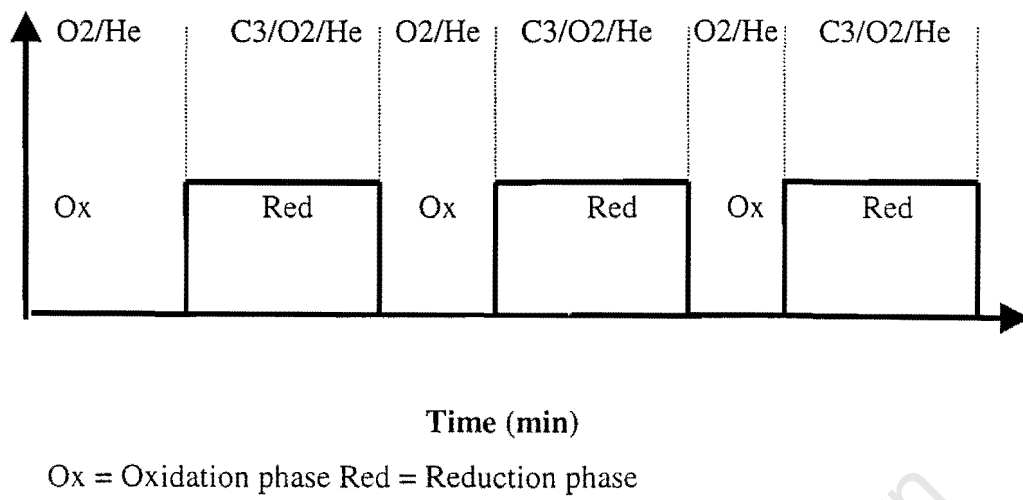 O2/He C3/O2/He O2/He C3/O2/He O2/He C3/O2/He
Ox Red Ox Red Ox Red
Time (min)
Ox = Oxidation phase Red = Reduction phase